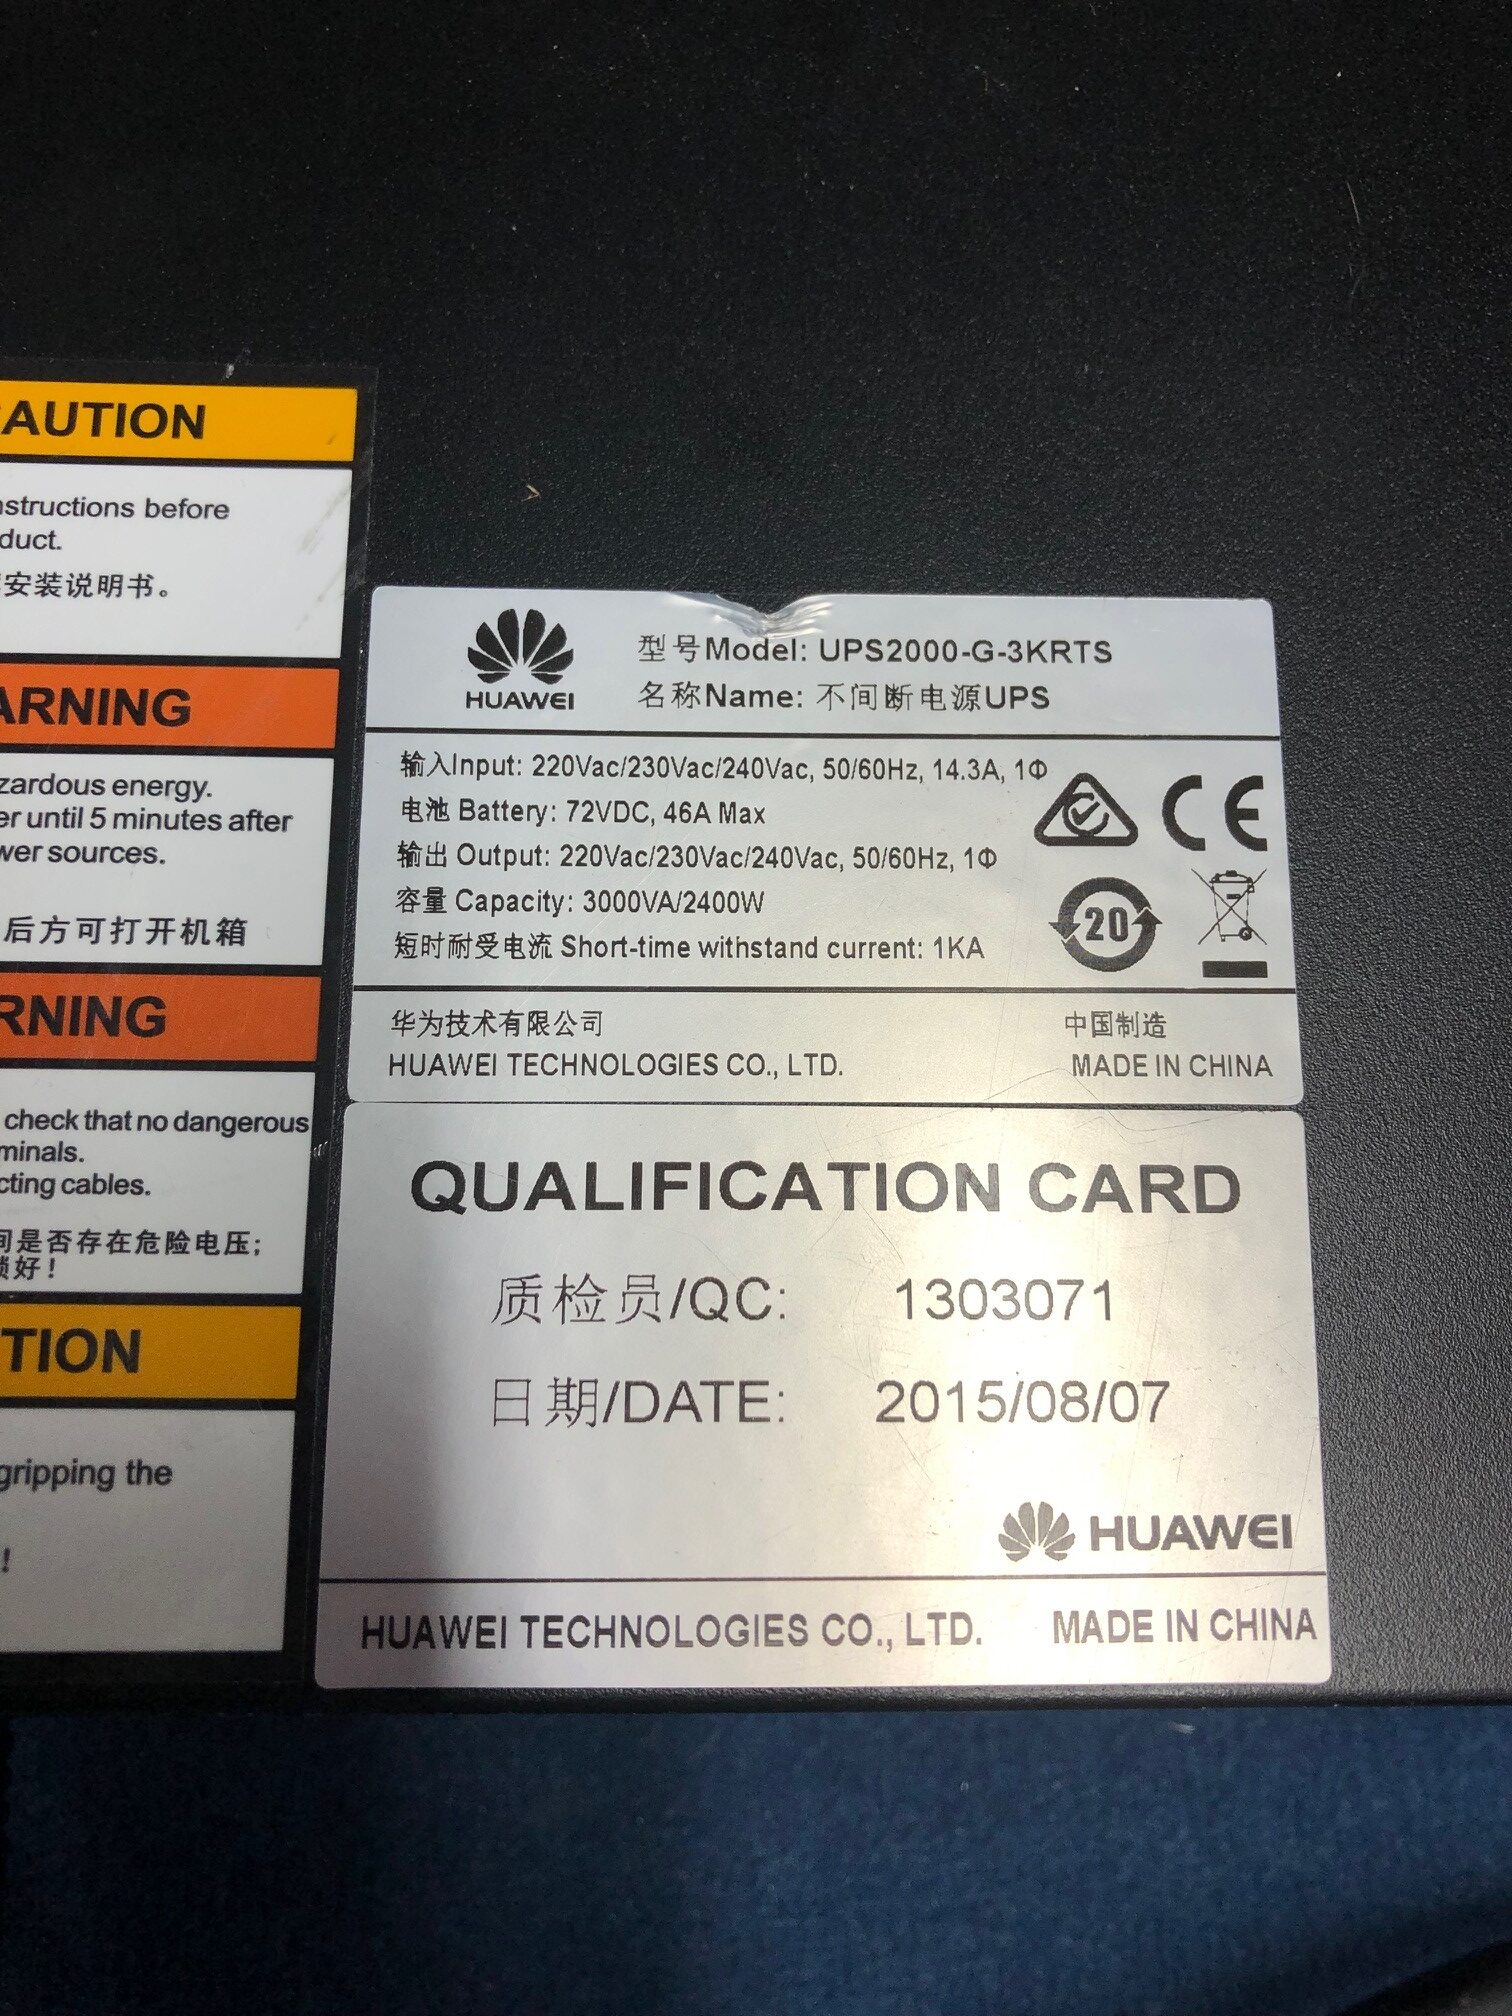 AUTION
nstructions before
duct.
安装说明书。
ARNING
zardous energy.
er until 5 minutes after
wer sources.
后方可打开机箱
RNING
check that no dangerous
minals.
cting cables.
间是否存在危险电压;
锁好!
TION
gripping the
!
HUAWEI
型号Model: UPS2000-G-3KRTS
名称Name: 不间断电源UPS
输入Input: 220Vac/230Vac/240Vac, 50/60Hz, 14.3A, 1Φ
电池 Battery: 72VDC, 46A Max
输出 Output: 220Vac/230Vac/240Vac, 50/60Hz, 1Φ
容量 Capacity: 3000VA/2400W
短时耐受电流 Short-time withstand current: 1KA
CE
20
华为技术有限公司
中国制造
HUAWEI TECHNOLOGIES CO., LTD.
MADE IN CHINA
QUALIFICATION CARD
质检员/QC: 1303071
日期/DATE: 2015/08/07
HUAWEI
HUAWEI TECHNOLOGIES CO., LTD. MADE IN CHINA